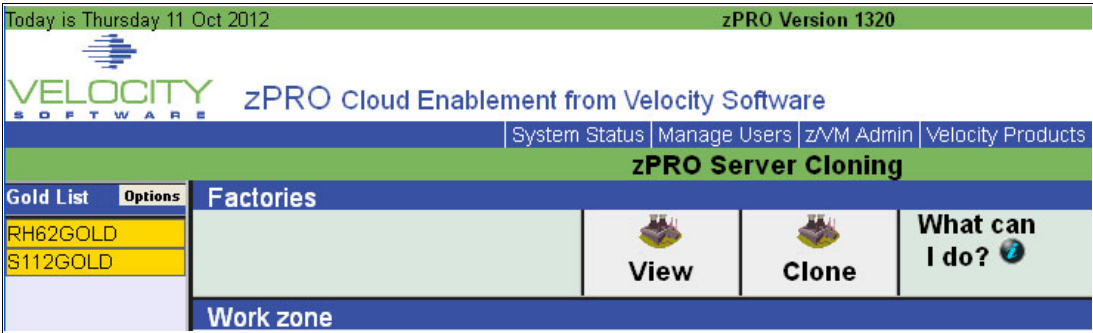 Today is Thursday 11 Oct 2012 zPRO Version 1320
VELOCITY
SOFTWARE
zPRO Cloud Enablement from Velocity Software
System Status | Manage Users | z/VM Admin | Velocity Products
zPRO Server Cloning
Gold List Options Factories
RH62GOLD
S112GOLD
View Clone What can
I do?
Work zone